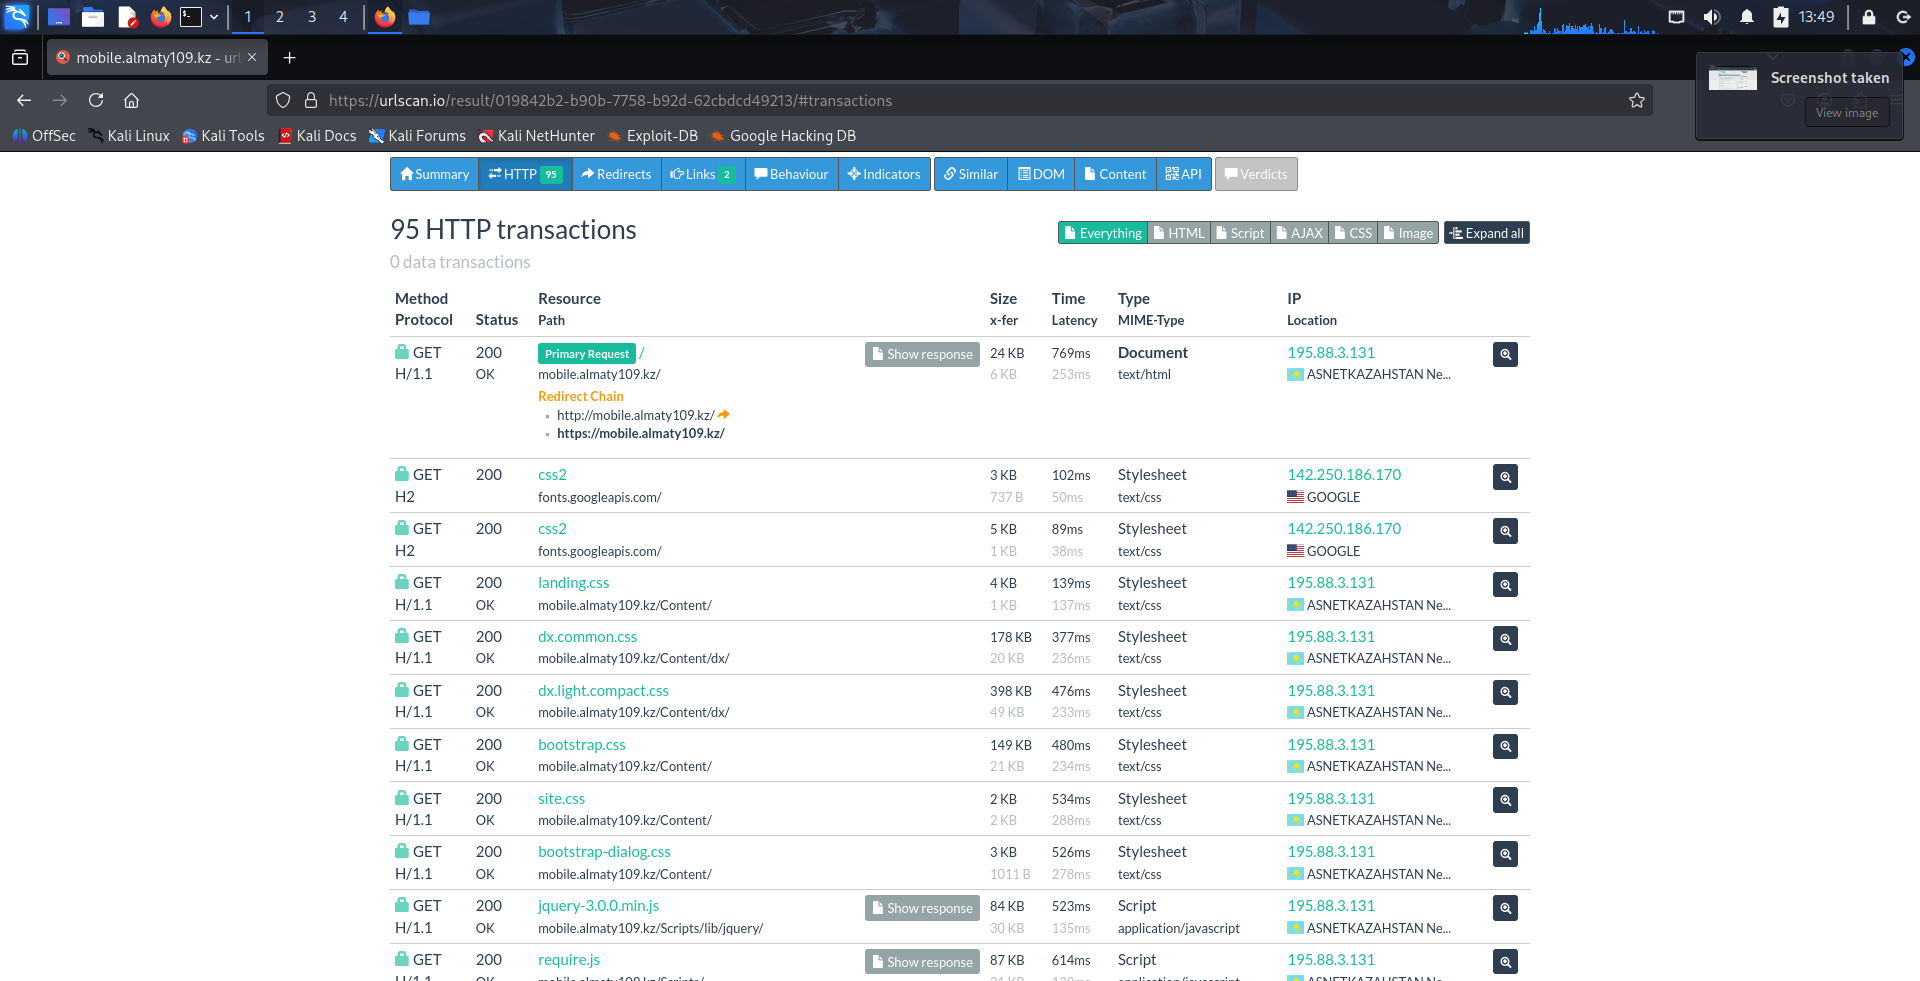 1 2 3 4 13:49
mobile.almaty109.kz - url
Screenshot taken
View image
https://urlscan.io/result/019842b2-b90b-7758-b92d-62cbdcd49213/#transactions
OffSec Kali Linux Kali Tools Kali Docs Kali Forums Kali NetHunter Exploit-DB Google Hacking DB
Summary HTTP 95 Redirects Links 2 Behaviour Indicators Similar DOM Content API Verdicts
95 HTTP transactions
Everything HTML Script AJAX CSS Image Expand all
0 data transactions
Method Resource Size Time Type IP
Protocol Status Path x-fer Latency MIME-Type Location
GET 200 Primary Request / Show response 24 KB 769ms Document 195.88.3.131
H/1.1 OK mobile.almaty109.kz/ 6 KB 253ms text/html ASNETKAZAHSTAN Ne...
Redirect Chain
http://mobile.almaty109.kz/
https://mobile.almaty109.kz/
GET 200 css2 3 KB 102ms Stylesheet 142.250.186.170
H2 fonts.googleapis.com/ 737 B 50ms text/css GOOGLE
GET 200 css2 5 KB 89ms Stylesheet 142.250.186.170
H2 fonts.googleapis.com/ 1 KB 38ms text/css GOOGLE
GET 200 landing.css 4 KB 139ms Stylesheet 195.88.3.131
H/1.1 OK mobile.almaty109.kz/Content/ 1 KB 137ms text/css ASNETKAZAHSTAN Ne...
GET 200 dx.common.css 178 KB 377ms Stylesheet 195.88.3.131
H/1.1 OK mobile.almaty109.kz/Content/dx/ 20 KB 236ms text/css ASNETKAZAHSTAN Ne...
GET 200 dx.light.compact.css 398 KB 476ms Stylesheet 195.88.3.131
H/1.1 OK mobile.almaty109.kz/Content/dx/ 49 KB 233ms text/css ASNETKAZAHSTAN Ne...
GET 200 bootstrap.css 149 KB 480ms Stylesheet 195.88.3.131
H/1.1 OK mobile.almaty109.kz/Content/ 21 KB 234ms text/css ASNETKAZAHSTAN Ne...
GET 200 site.css 2 KB 534ms Stylesheet 195.88.3.131
H/1.1 OK mobile.almaty109.kz/Content/ 2 KB 288ms text/css ASNETKAZAHSTAN Ne...
GET 200 bootstrap-dialog.css 3 KB 526ms Stylesheet 195.88.3.131
H/1.1 OK mobile.almaty109.kz/Content/ 1011 B 278ms text/css ASNETKAZAHSTAN Ne...
GET 200 jquery-3.0.0.min.js Show response 84 KB 523ms Script 195.88.3.131
H/1.1 OK mobile.almaty109.kz/Scripts/lib/jquery/ 30 KB 135ms application/javascript ASNETKAZAHSTAN Ne...
GET 200 require.js Show response 87 KB 614ms Script 195.88.3.131